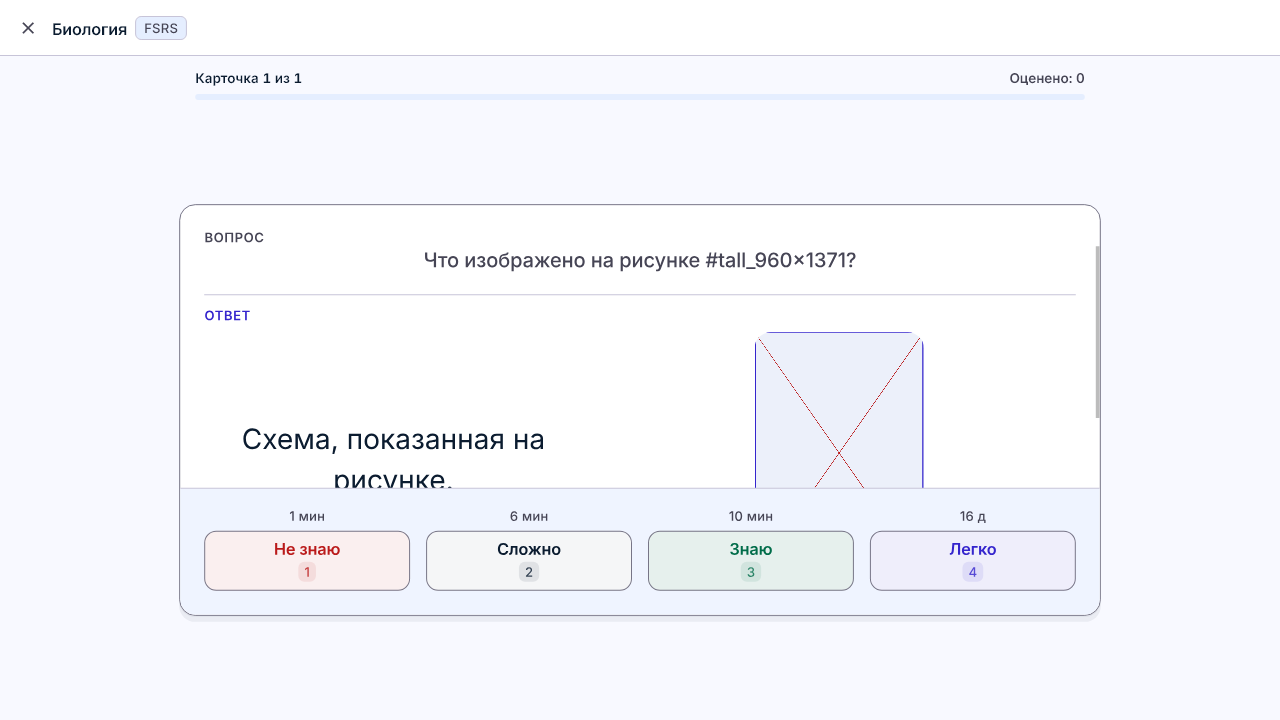 Биология FSRS
Карточка 1 из 1
Оценено: 0
ВОПРОС
Что изображено на рисунке #tall_960×1371?
ОТВЕТ
Схема, показанная на
рисунке.
1 мин
Не знаю
1
6 мин
Сложно
2
10 мин
Знаю
3
16 д
Легко
4